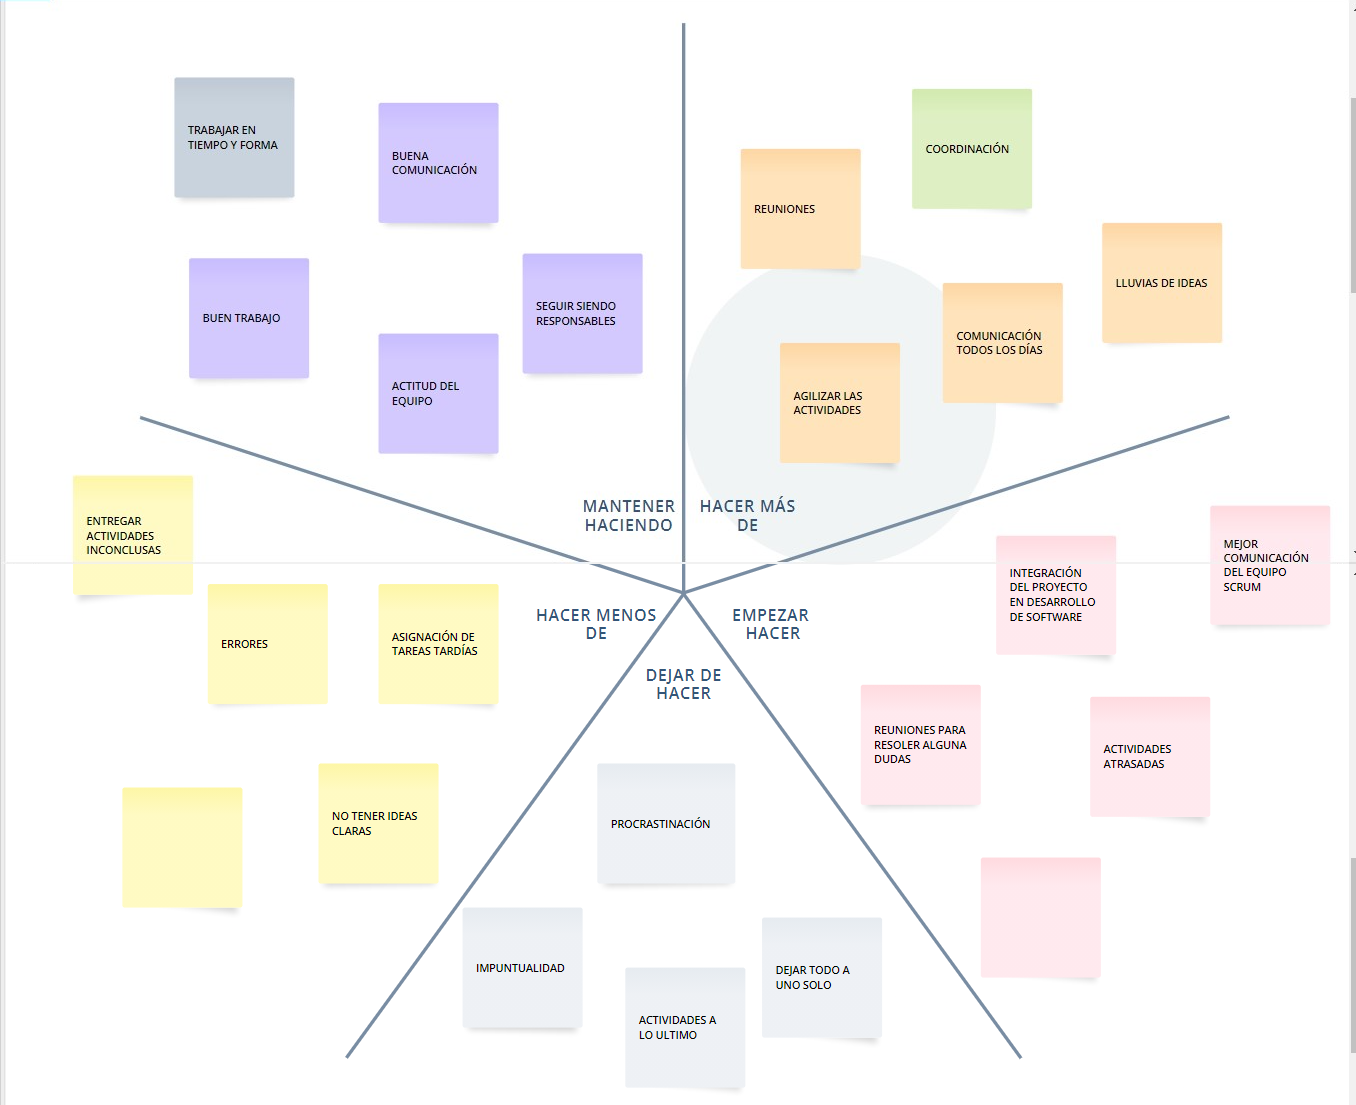 TRABAJAR EN
TIEMPO Y FORMA
BUENA
COMUNICACIÓN
BUEN TRABAJO
SEGUIR SIENDO
RESPONSABLES
ACTITUD DEL
EQUIPO
MANTENER
HACIENDO
COORDINACIÓN
REUNIONES
LLUVIAS DE IDEAS
COMUNICACIÓN
TODOS LOS DÍAS
AGILIZAR LAS
ACTIVIDADES
HACER MÁS
DE
ENTREGAR
ACTIVIDADES
INCONCLUSAS
ERRORES
ASIGNACIÓN DE
TAREAS TARDÍAS
HACER MENOS
DE
NO TENER IDEAS
CLARAS
EMPEZAR
HACER
INTEGRACIÓN
DEL PROYECTO
EN DESARROLLO
DE SOFTWARE
MEJOR
COMUNICACIÓN
DEL EQUIPO
SCRUM
REUNIONES PARA
RESOLER ALGUNA
DUDAS
ACTIVIDADES
ATRASADAS
DEJAR DE
HACER
PROCRASTINACIÓN
IMPUNTUALIDAD
ACTIVIDADES A
LO ULTIMO
DEJAR TODO A
UNO SOLO